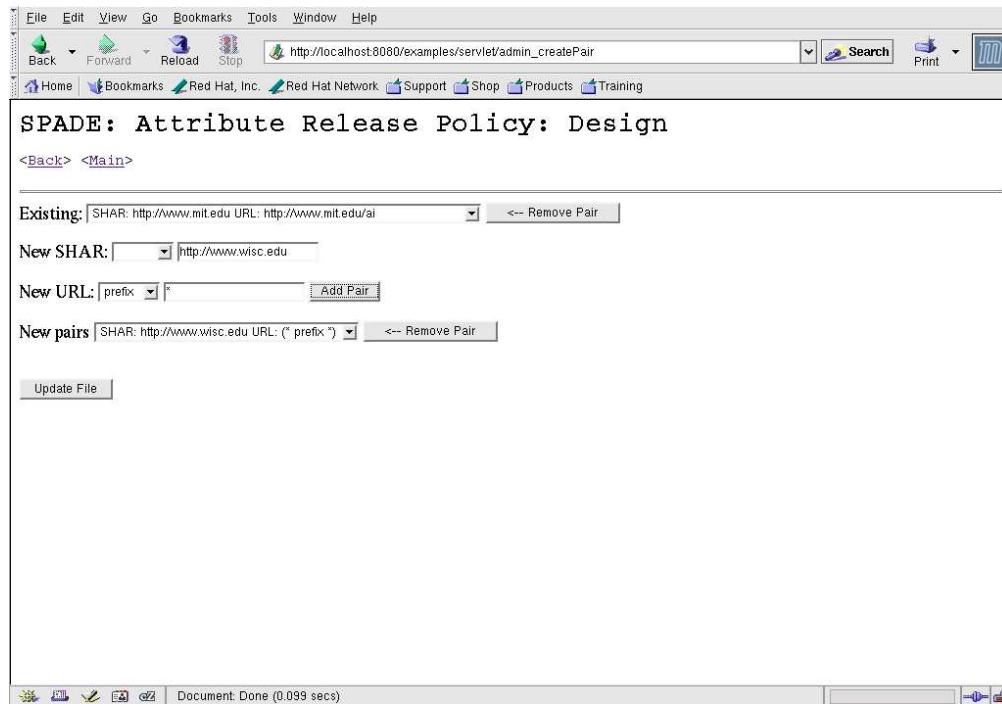 File Edit View Go Bookmarks Tools Window Help
Back Forward Reload Stop http://localhost:8080/examples/servlet/admin_createPair Search Print
Home Bookmarks Red Hat, Inc. Red Hat Network Support Shop Products Training
SPADE: Attribute Release Policy: Design
<Back> <Main>
Existing: SHAR: http://www.mit.edu URL: http://www.mit.edu/ai <-- Remove Pair
New SHAR: http://www.wisc.edu
New URL: prefix * Add Pair
New pairs SHAR: http://www.wisc.edu URL: (* prefix *) <-- Remove Pair
Update File
Document: Done (0.099 secs)